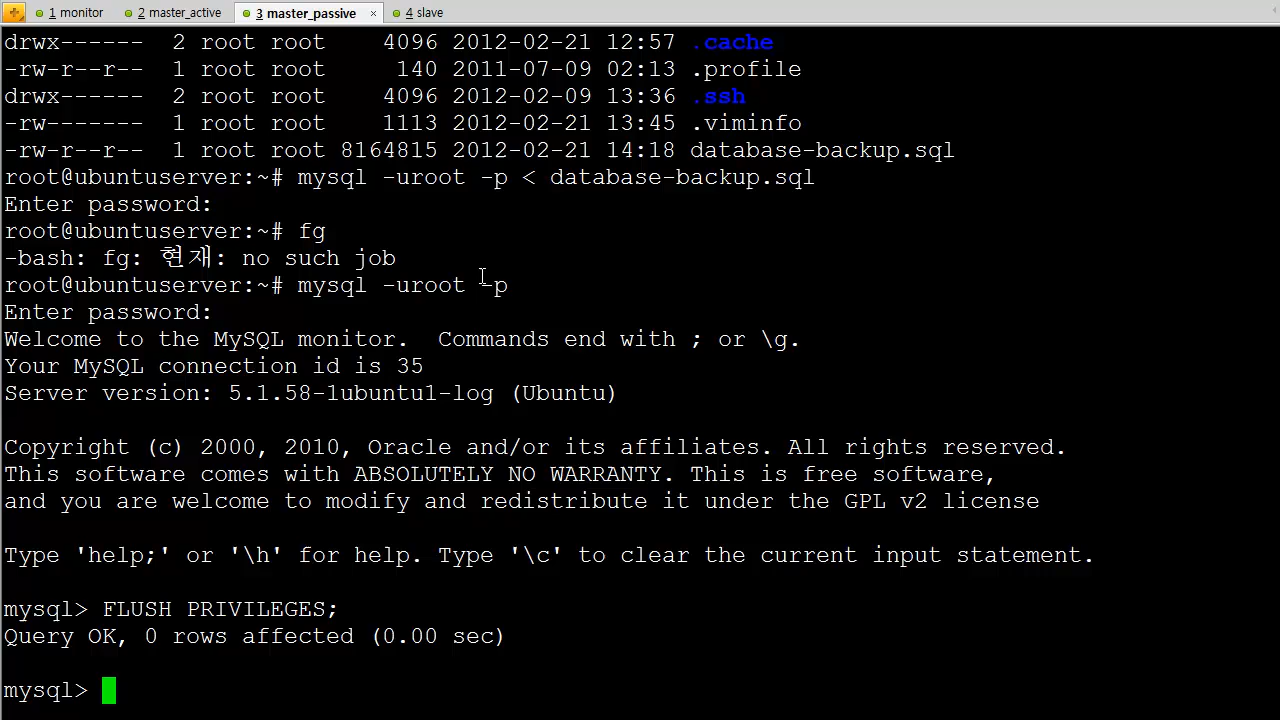 1 monitor 2 master_active 3 master_passive × 4 slave
drwx------ 2 root root 4096 2012-02-21 12:57 .cache
-rw-r--r-- 1 root root 140 2011-07-09 02:13 .profile
drwx------ 2 root root 4096 2012-02-09 13:36 .ssh
-rw------- 1 root root 1113 2012-02-21 13:45 .viminfo
-rw-r--r-- 1 root root 8164815 2012-02-21 14:18 database-backup.sql
root@ubuntuserver:~# mysql -uroot -p < database-backup.sql
Enter password:
root@ubuntuserver:~# fg
-bash: fg: 현재: no such job
root@ubuntuserver:~# mysql -uroot -p
Enter password:
Welcome to the MySQL monitor. Commands end with ; or \g.
Your MySQL connection id is 35
Server version: 5.1.58-1ubuntu1-log (Ubuntu)
Copyright (c) 2000, 2010, Oracle and/or its affiliates. All rights reserved.
This software comes with ABSOLUTELY NO WARRANTY. This is free software,
and you are welcome to modify and redistribute it under the GPL v2 license
Type 'help;' or '\h' for help. Type '\c' to clear the current input statement.
mysql> FLUSH PRIVILEGES;
Query OK, 0 rows affected (0.00 sec)
mysql>